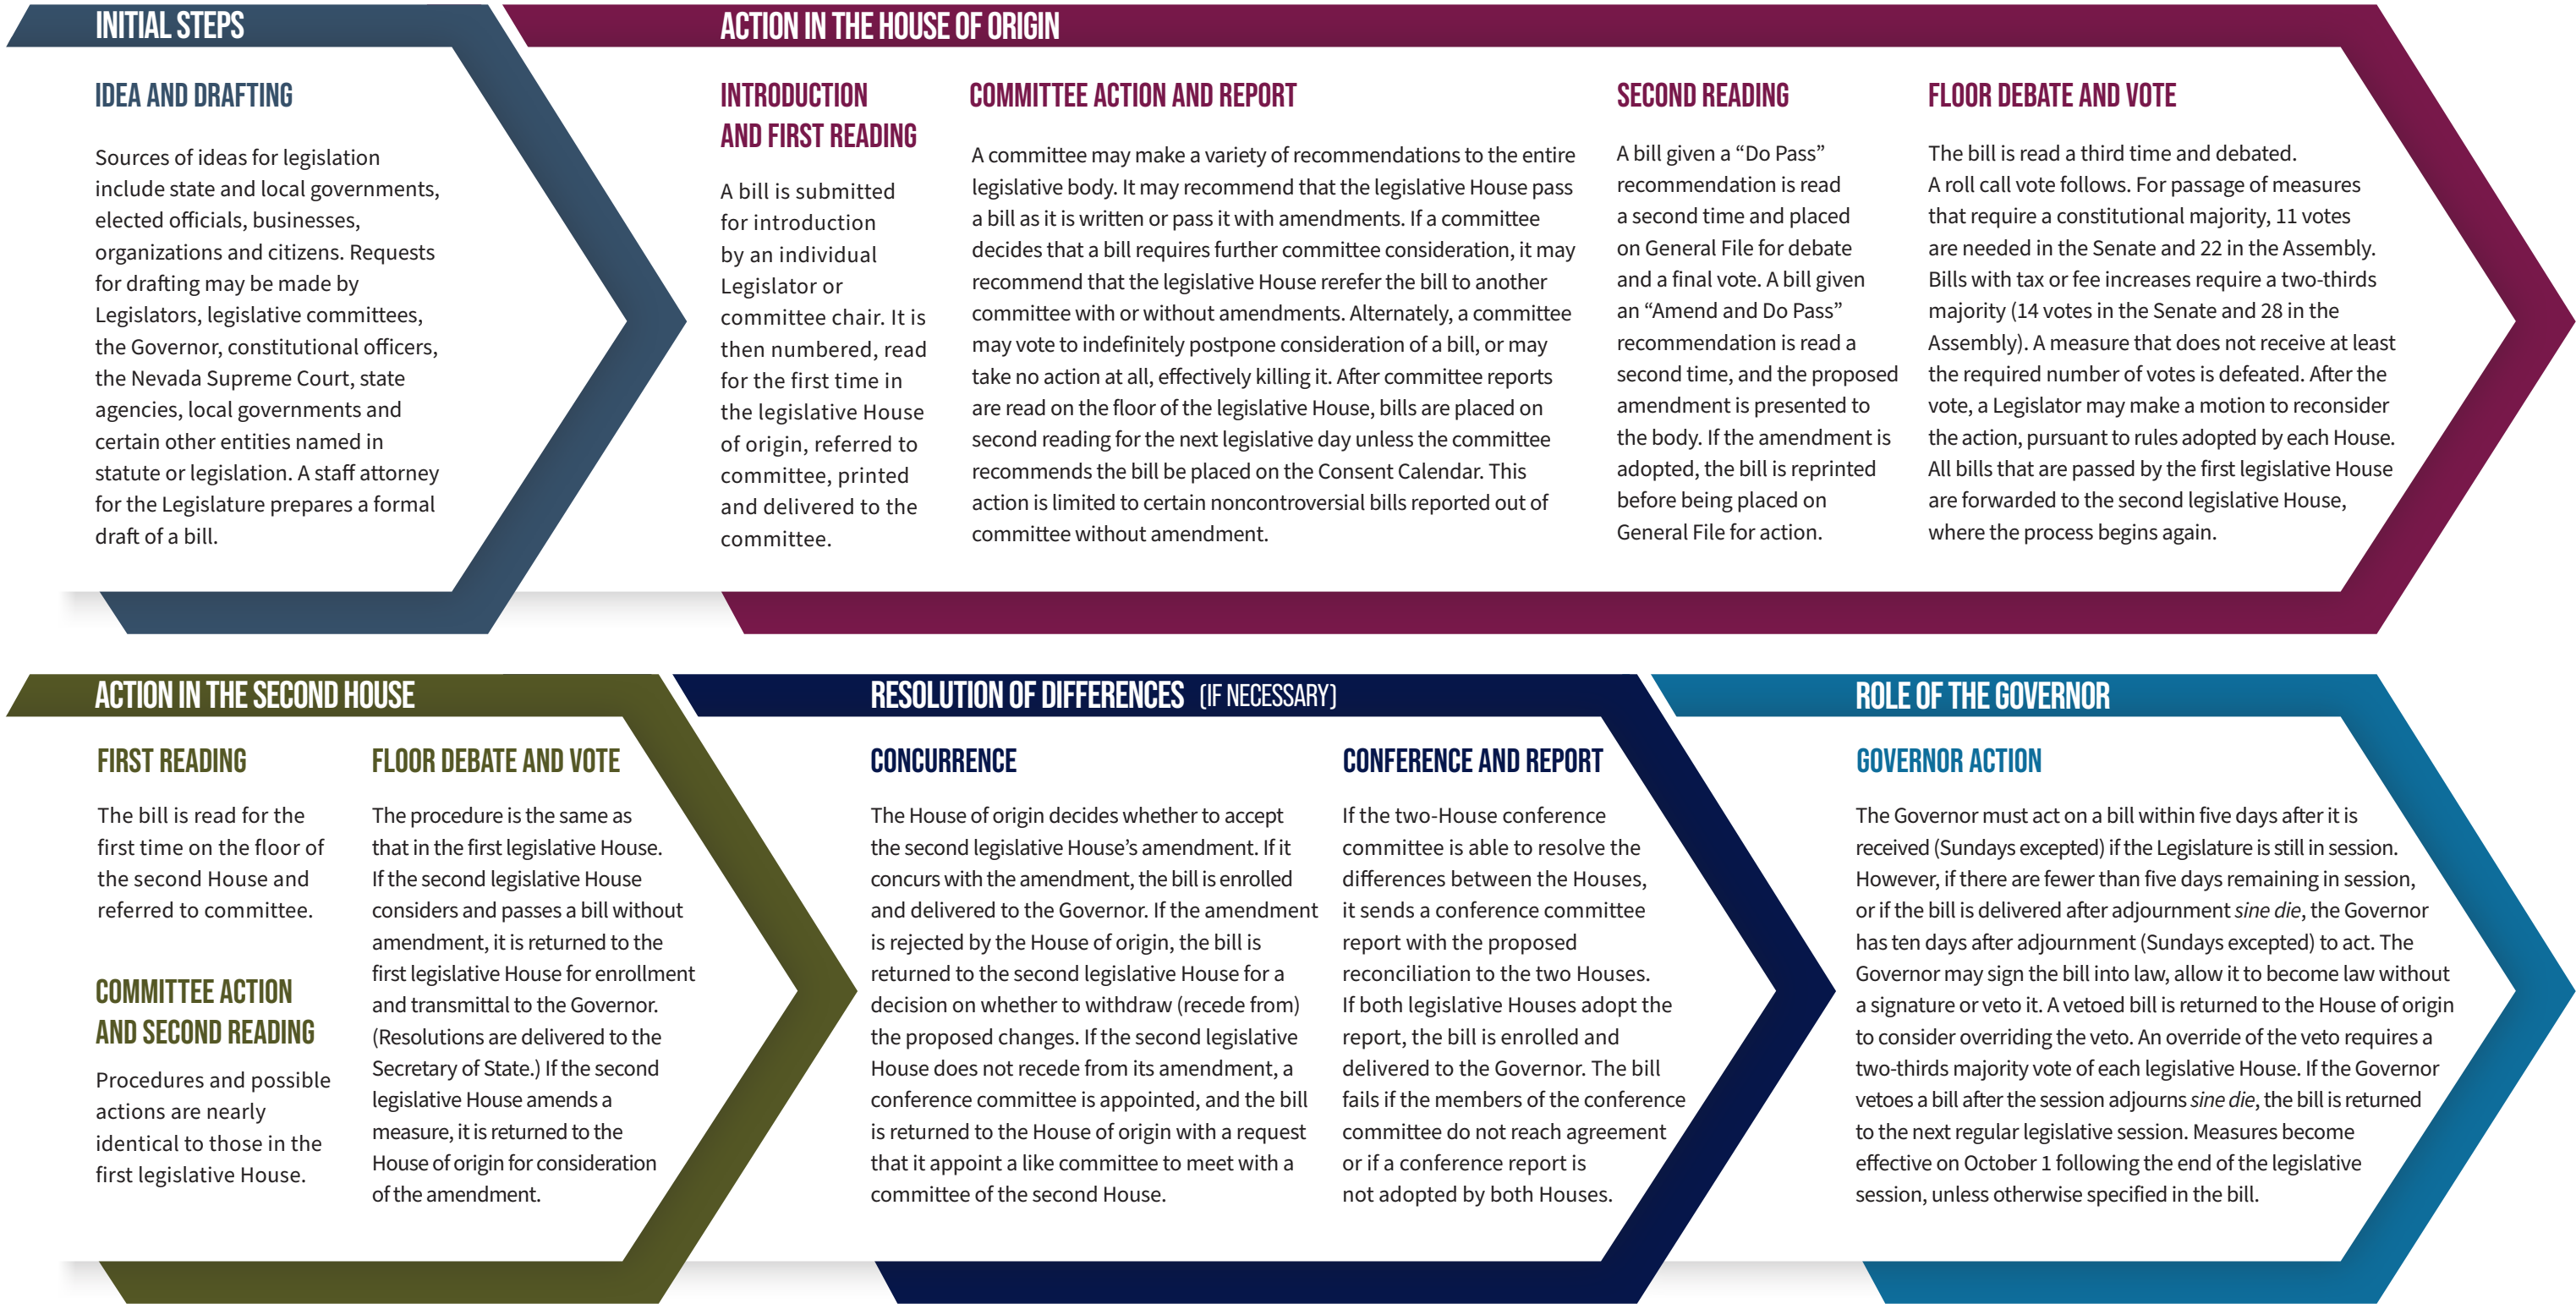 INITIAL STEPS
IDEA AND DRAFTING
Sources of ideas for legislation
include state and local governments,
elected officials, businesses,
organizations and citizens. Requests
for drafting may be made by
Legislators, legislative committees,
the Governor, constitutional officers,
the Nevada Supreme Court, state
agencies, local governments and
certain other entities named in
statute or legislation. A staff attorney
for the Legislature prepares a formal
draft of a bill.
ACTION IN THE HOUSE OF ORIGIN
INTRODUCTION
AND FIRST READING
A bill is submitted
for introduction
by an individual
Legislator or
committee chair. It is
then numbered, read
for the first time in
the legislative House
of origin, referred to
committee, printed
and delivered to the
committee.
COMMITTEE ACTION AND REPORT
A committee may make a variety of recommendations to the entire
legislative body. It may recommend that the legislative House pass
a bill as it is written or pass it with amendments. If a committee
decides that a bill requires further committee consideration, it may
recommend that the legislative House rerefer the bill to another
committee with or without amendments. Alternately, a committee
may vote to indefinitely postpone consideration of a bill, or may
take no action at all, effectively killing it. After committee reports
are read on the floor of the legislative House, bills are placed on
second reading for the next legislative day unless the committee
recommends the bill be placed on the Consent Calendar. This
action is limited to certain noncontroversial bills reported out of
committee without amendment.
SECOND READING
A bill given a “Do Pass”
recommendation is read
a second time and placed
on General File for debate
and a final vote. A bill given
an “Amend and Do Pass”
recommendation is read a
second time, and the proposed
amendment is presented to
the body. If the amendment is
adopted, the bill is reprinted
before being placed on
General File for action.
FLOOR DEBATE AND VOTE
The bill is read a third time and debated.
A roll call vote follows. For passage of measures
that require a constitutional majority, 11 votes
are needed in the Senate and 22 in the Assembly.
Bills with tax or fee increases require a two-thirds
majority (14 votes in the Senate and 28 in the
Assembly). A measure that does not receive at least
the required number of votes is defeated. After the
vote, a Legislator may make a motion to reconsider
the action, pursuant to rules adopted by each House.
All bills that are passed by the first legislative House
are forwarded to the second legislative House,
where the process begins again.
ACTION IN THE SECOND HOUSE
FIRST READING
The bill is read for the
first time on the floor of
the second House and
referred to committee.
COMMITTEE ACTION
AND SECOND READING
Procedures and possible
actions are nearly
identical to those in the
first legislative House.
FLOOR DEBATE AND VOTE
The procedure is the same as
that in the first legislative House.
If the second legislative House
considers and passes a bill without
amendment, it is returned to the
first legislative House for enrollment
and transmittal to the Governor.
(Resolutions are delivered to the
Secretary of State.) If the second
legislative House amends a
measure, it is returned to the
House of origin for consideration
of the amendment.
RESOLUTION OF DIFFERENCES (IF NECESSARY)
CONCURRENCE
The House of origin decides whether to accept
the second legislative House’s amendment. If it
concurs with the amendment, the bill is enrolled
and delivered to the Governor. If the amendment
is rejected by the House of origin, the bill is
returned to the second legislative House for a
decision on whether to withdraw (recede from)
the proposed changes. If the second legislative
House does not recede from its amendment, a
conference committee is appointed, and the bill
is returned to the House of origin with a request
that it appoint a like committee to meet with a
committee of the second House.
CONFERENCE AND REPORT
If the two-House conference
committee is able to resolve the
differences between the Houses,
it sends a conference committee
report with the proposed
reconciliation to the two Houses.
If both legislative Houses adopt the
report, the bill is enrolled and
delivered to the Governor. The bill
fails if the members of the conference
committee do not reach agreement
or if a conference report is
not adopted by both Houses.
ROLE OF THE GOVERNOR
GOVERNOR ACTION
The Governor must act on a bill within five days after it is
received (Sundays excepted) if the Legislature is still in session.
However, if there are fewer than five days remaining in session,
or if the bill is delivered after adjournment sine die, the Governor
has ten days after adjournment (Sundays excepted) to act. The
Governor may sign the bill into law, allow it to become law without
a signature or veto it. A vetoed bill is returned to the House of origin
to consider overriding the veto. An override of the veto requires a
two-thirds majority vote of each legislative House. If the Governor
vetoes a bill after the session adjourns sine die, the bill is returned
to the next regular legislative session. Measures become
effective on October 1 following the end of the legislative
session, unless otherwise specified in the bill.